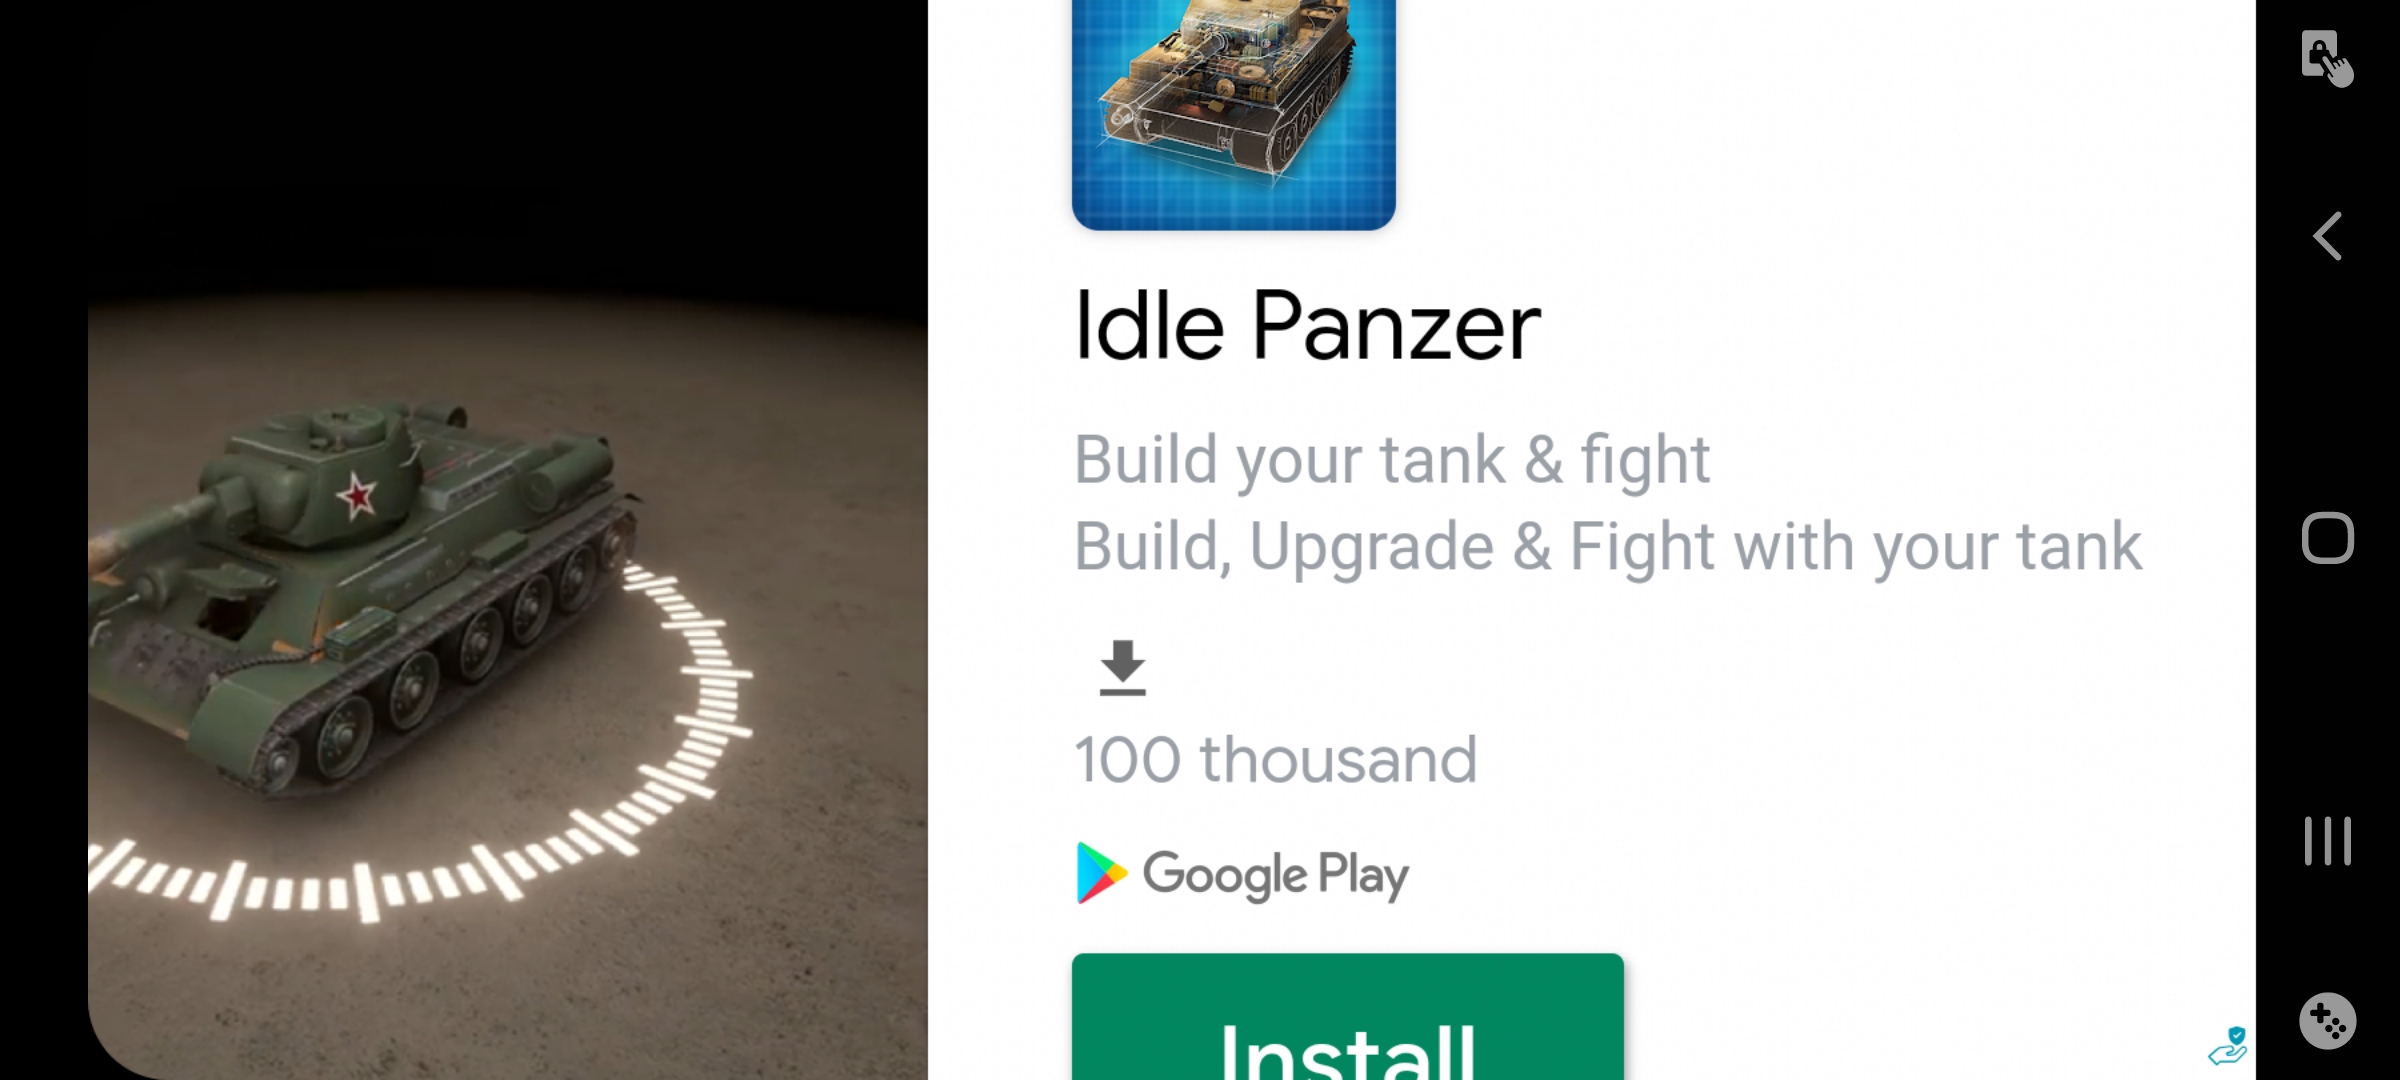 Idle Panzer
Build your tank & fight
Build, Upgrade & Fight with your tank
100 thousand
Google Play
Install